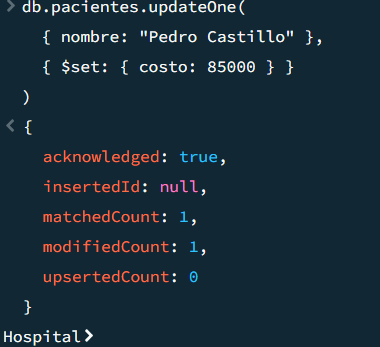 > db.pacientes.updateOne(
{ nombre: "Pedro Castillo" },
{ $set: { costo: 85000 } }
)
< {
acknowledged: true,
insertedId: null,
matchedCount: 1,
modifiedCount: 1,
upsertedCount: 0
}
Hospital>